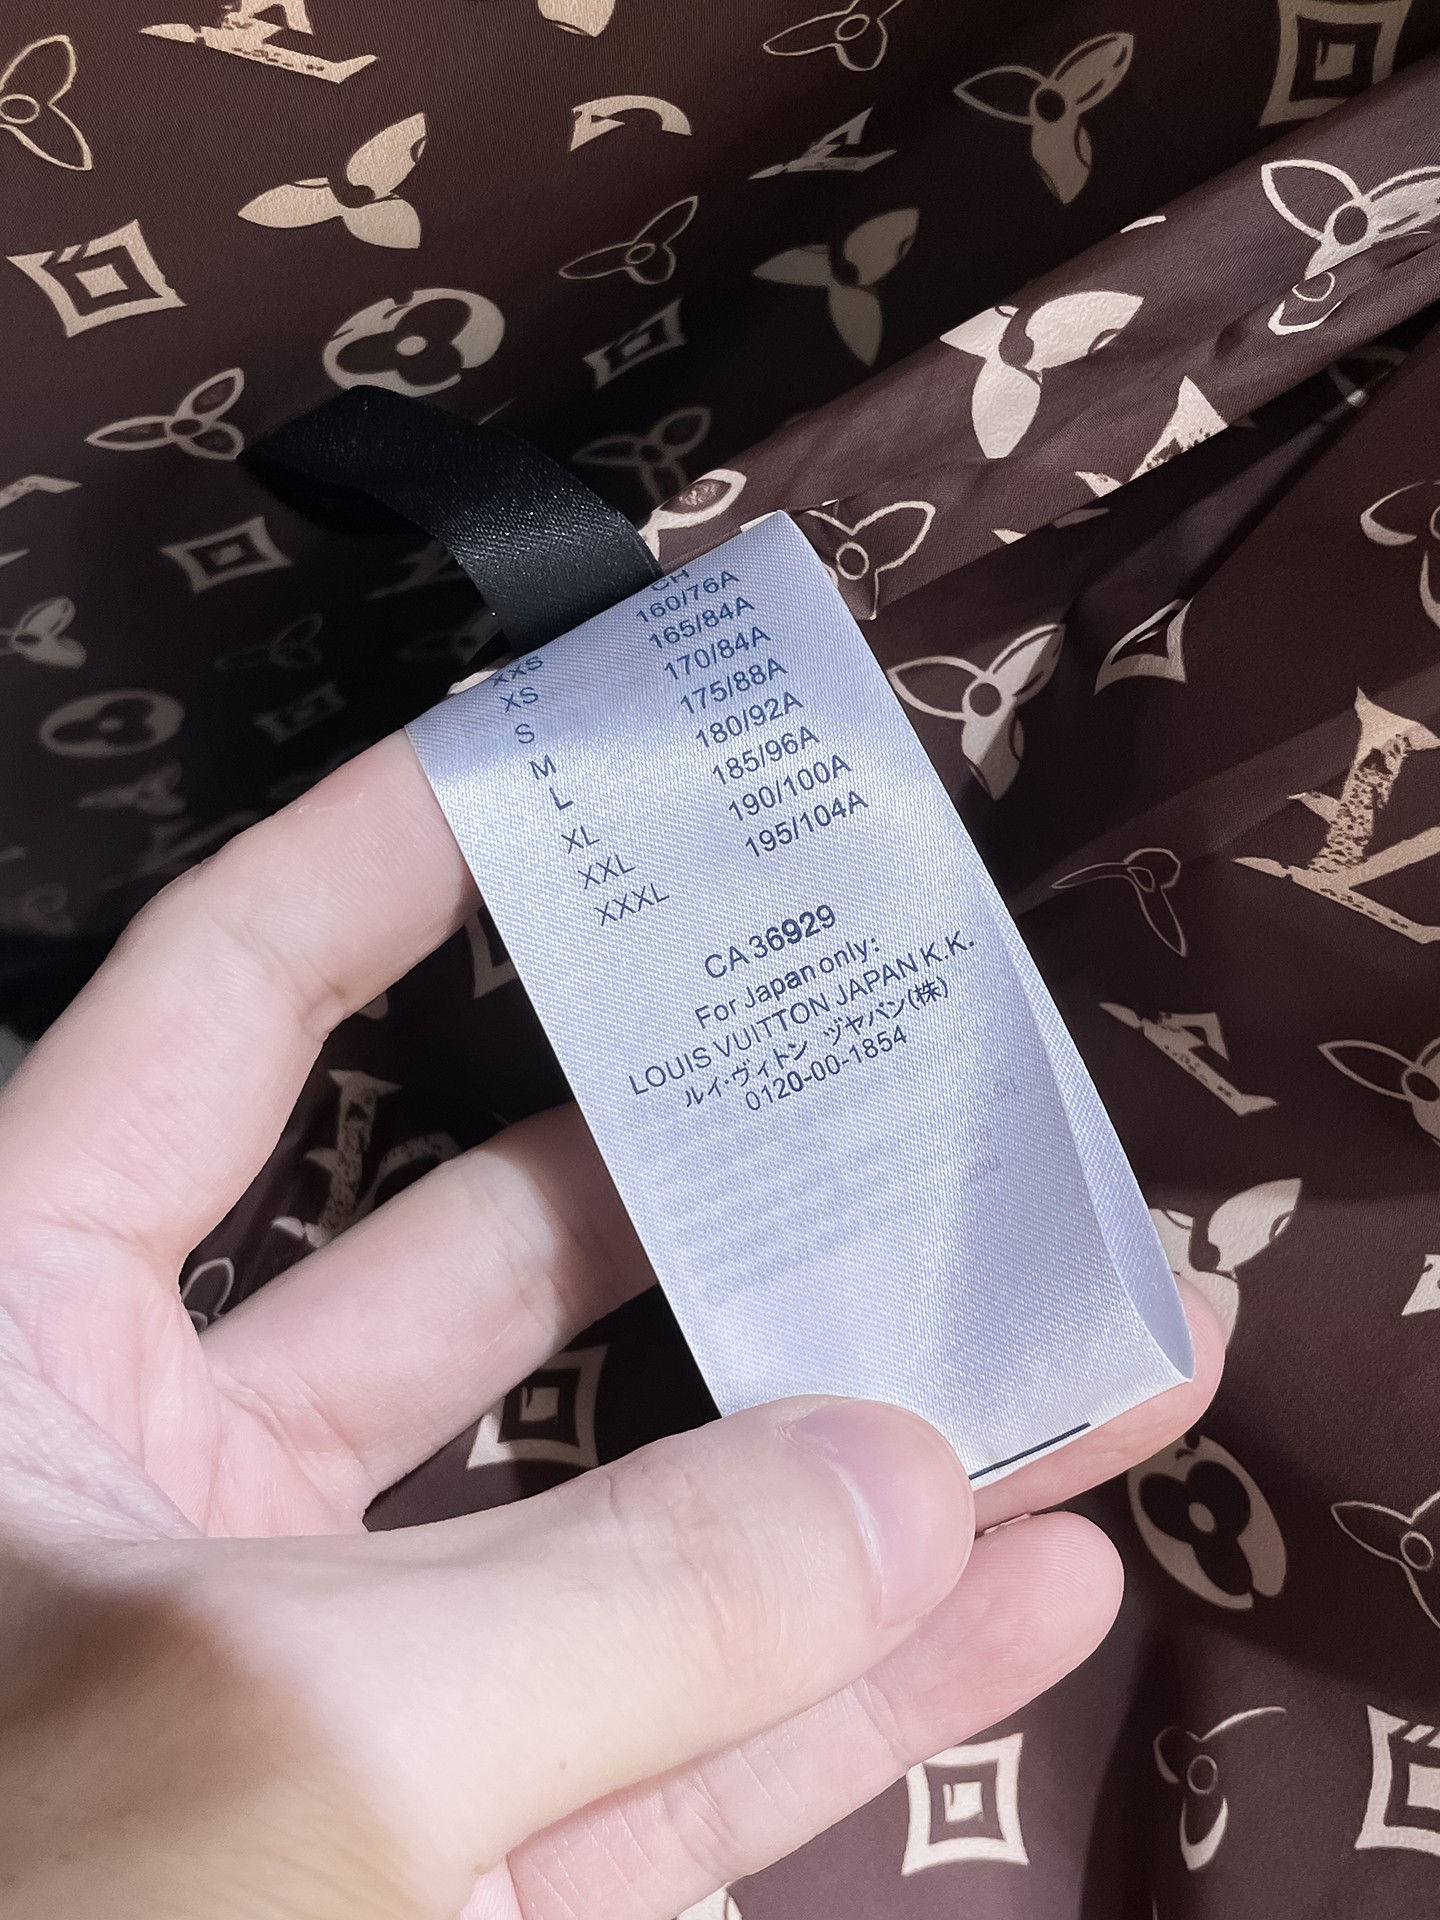 CH
XXS 160/76A
XS 165/84A
S 170/84A
M 175/88A
L 180/92A
XL 185/96A
XXL 190/100A
XXXL 195/104A
CA 36929
For Japan only:
LOUIS VUITTON JAPAN K.K.
ルイ・ヴィトン ヅヤパン(株)
0120-00-1854